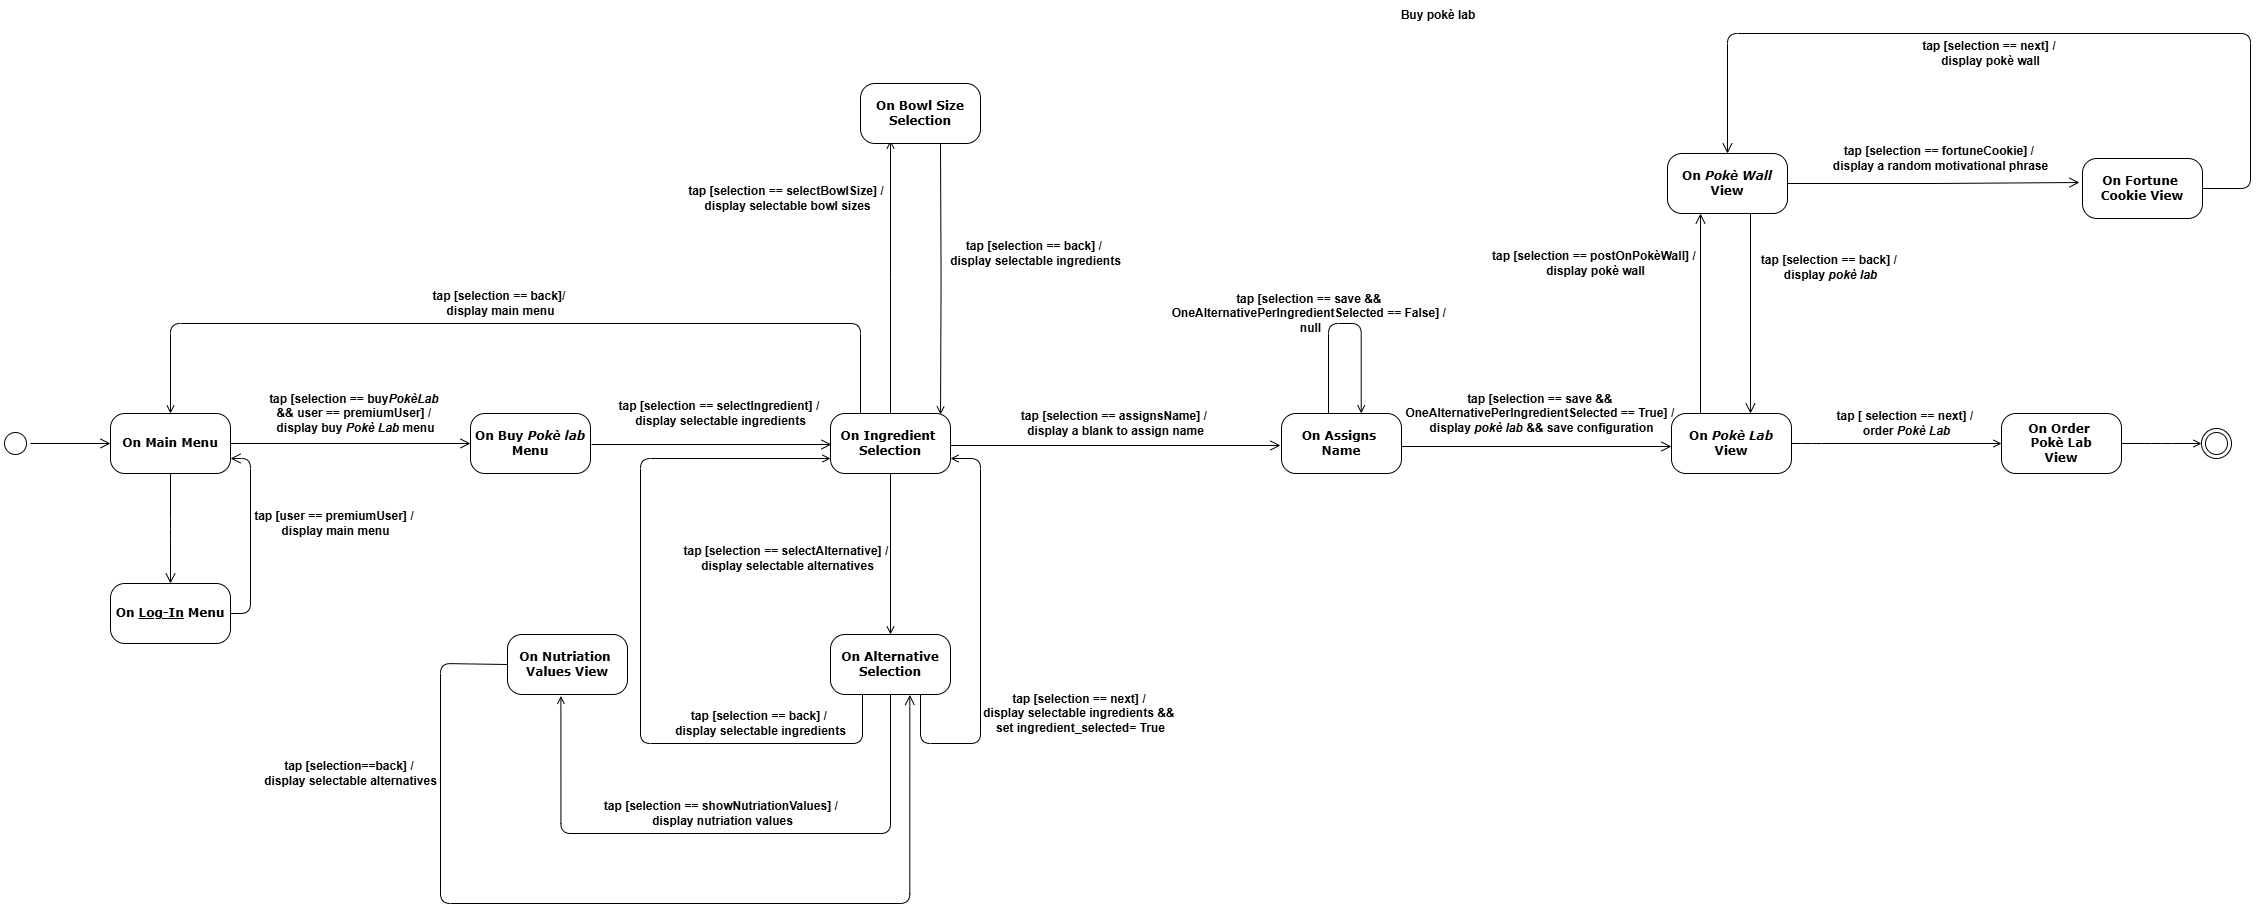 Buy pokè lab
tap [selection == next] /
display pokè wall
On Bowl Size
Selection
tap [selection == fortuneCookie] /
display a random motivational phrase
On Pokè Wall
View
On Fortune
Cookie View
tap [selection == selectBowlSize] /
display selectable bowl sizes
tap [selection == back] /
display selectable ingredients
tap [selection == postOnPokèWall] /
display pokè wall
tap [selection == back] /
display pokè lab
tap [selection == back]/
display main menu
tap [selection == save &&
OneAlternativePerIngredientSelected == False] /
null
tap [selection == buyPokèLab
&& user == premiumUser] /
display buy Pokè Lab menu
tap [selection == selectIngredient] /
display selectable ingredients
tap [selection == assignsName] /
display a blank to assign name
tap [selection == save &&
OneAlternativePerIngredientSelected == True] /
display pokè lab && save configuration
tap [ selection == next] /
order Pokè Lab
On Main Menu
On Buy Pokè lab
Menu
On Ingredient
Selection
On Assigns
Name
On Pokè Lab
View
On Order
Pokè Lab
View
tap [user == premiumUser] /
display main menu
tap [selection == selectAlternative] /
display selectable alternatives
On Log-In Menu
On Nutriation
Values View
On Alternative
Selection
tap [selection == back] /
display selectable ingredients
tap [selection == next] /
display selectable ingredients &&
set ingredient_selected= True
tap [selection==back] /
display selectable alternatives
tap [selection == showNutriationValues] /
display nutriation values